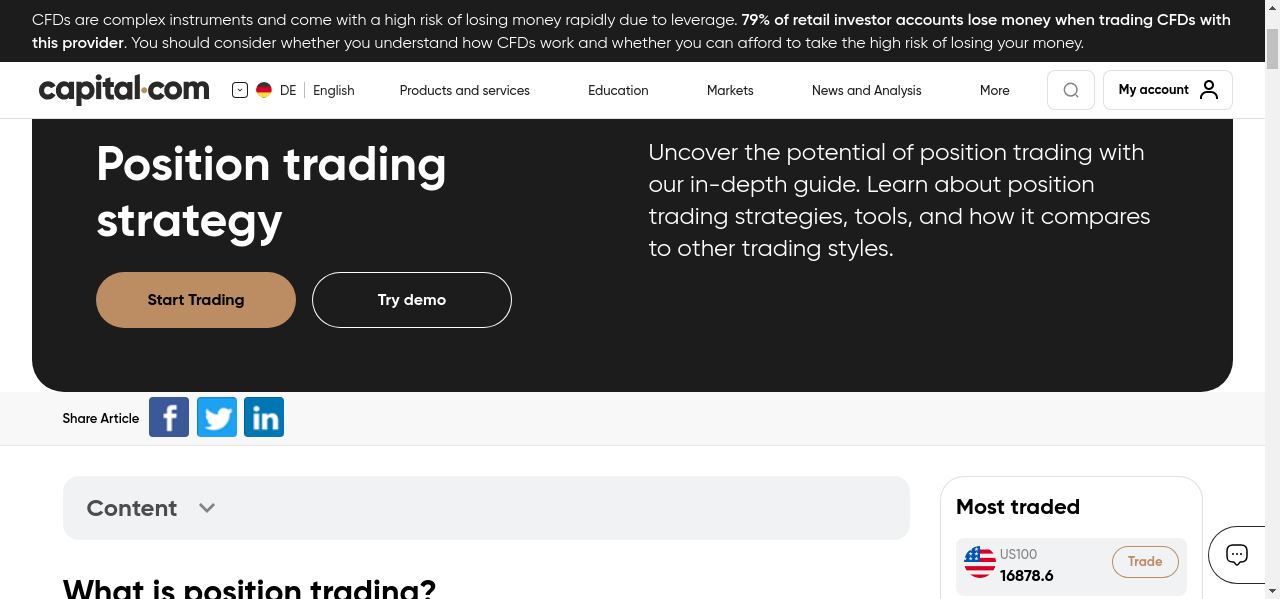 CFDs are complex instruments and come with a high risk of losing money rapidly due to leverage. 79% of retail investor accounts lose money when trading CFDs with
this provider. You should consider whether you understand how CFDs work and whether you can afford to take the high risk of losing your money.
capital.com
DE
English
Products and services
Education
Markets
News and Analysis
More
My account
Position trading
strategy
Uncover the potential of position trading with
our in-depth guide. Learn about position
trading strategies, tools, and how it compares
to other trading styles.
Start Trading
Try demo
Share Article
Content
Most traded
US100
16878.6
Trade
What is position trading?